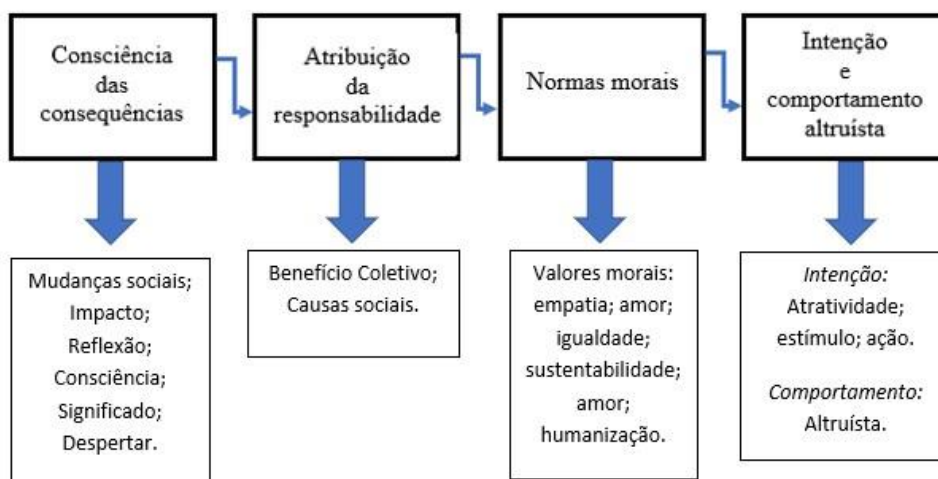 Consciência
das
consequências
Atribuição
da
responsabilidade
Normas morais
Intenção
e
comportamento
altruísta
Mudanças sociais;
Impacto;
Reflexão;
Consciência;
Significado;
Despertar.
Benefício Coletivo;
Causas sociais.
Valores morais:
empatia; amor;
igualdade;
sustentabilidade;
amor;
humanização.
Intenção:
Atratividade;
estímulo; ação.
Comportamento:
Altruísta.